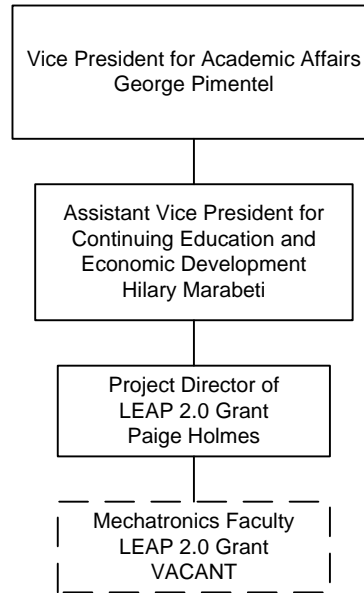 Vice President for Academic Affairs
George Pimentel
Assistant Vice President for
Continuing Education and
Economic Development
Hilary Marabeti
Project Director of
LEAP 2.0 Grant
Paige Holmes
Mechatronics Faculty
LEAP 2.0 Grant
VACANT